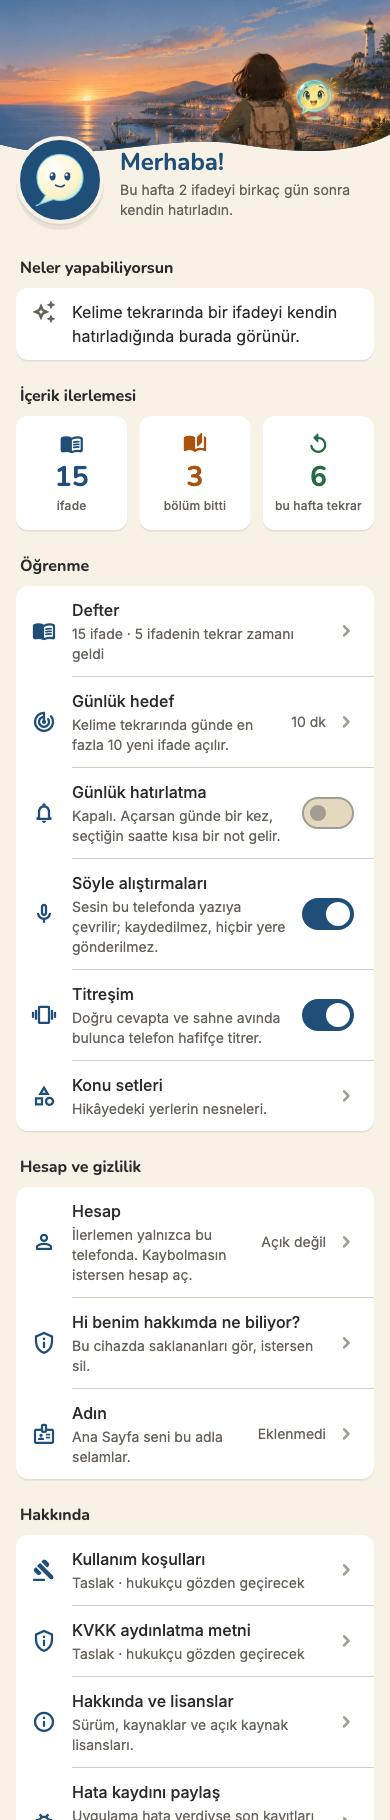 Merhaba!
Bu hafta 2 ifadeyi birkaç gün sonra
kendin hatırladın.
Neler yapabiliyorsun
Kelime tekrarında bir ifadeyi kendin
hatırladığında burada görünür.
İçerik ilerlemesi
15
ifade
3
bölüm bitti
6
bu hafta tekrar
Öğrenme
Defter
15 ifade · 5 ifadenin tekrar zamanı
geldi
Günlük hedef
Kelime tekrarında günde en
fazla 10 yeni ifade açılır.
10 dk
Günlük hatırlatma
Kapalı. Açarsan günde bir kez,
seçtiğin saatte kısa bir not gelir.
Söyle alıştırmaları
Sesin bu telefonda yazıya
çevrilir; kaydedilmez, hiçbir yere
gönderilmez.
Titreşim
Doğru cevapta ve sahne avında
bulunca telefon hafifçe titrer.
Konu setleri
Hikâyedeki yerlerin nesneleri.
Hesap ve gizlilik
Hesap
İlerlemen yalnızca bu
telefonda. Kaybolmasın
istersen hesap aç.
Açık değil
Hi benim hakkımda ne biliyor?
Bu cihazda saklananları gör, istersen
sil.
Adın
Ana Sayfa seni bu adla
selamlar.
Eklenmedi
Hakkında
Kullanım koşulları
Taslak · hukukçu gözden geçirecek
KVKK aydınlatma metni
Taslak · hukukçu gözden geçirecek
Hakkında ve lisanslar
Sürüm, kaynaklar ve açık kaynak
lisansları.
Hata kaydını paylaş
Uygulama hata verdiyse son kayıtları